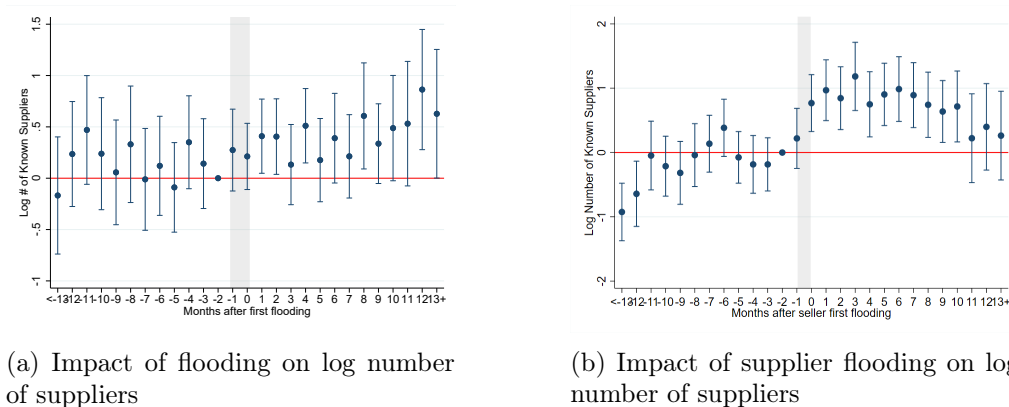 1.5
1
.5
0
-.5
-1
Log # of Known Suppliers
<-13 -12 -11 -10 -9 -8 -7 -6 -5 -4 -3 -2 -1 0 1 2 3 4 5 6 7 8 9 10 11 12 13+
Months after first flooding
2
1
0
-1
-2
Log Number of Known Suppliers
<-13 -12 -11 -10 -9 -8 -7 -6 -5 -4 -3 -2 -1 0 1 2 3 4 5 6 7 8 9 10 11 12 13+
Months after seller first flooding
(a) Impact of flooding on log number
of suppliers
(b) Impact of supplier flooding on log
number of suppliers